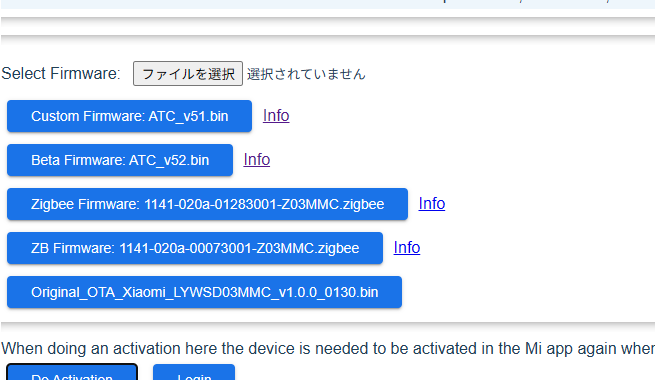 Select Firmware: ファイルを選択 選択されていません
Custom Firmware: ATC_v51.bin Info
Beta Firmware: ATC_v52.bin Info
Zigbee Firmware: 1141-020a-01283001-Z03MMC.zigbee Info
ZB Firmware: 1141-020a-00073001-Z03MMC.zigbee Info
Original_OTA_Xiaomi_LYWSD03MMC_v1.0.0_0130.bin
When doing an activation here the device is needed to be activated in the Mi app again
Do Activation Login